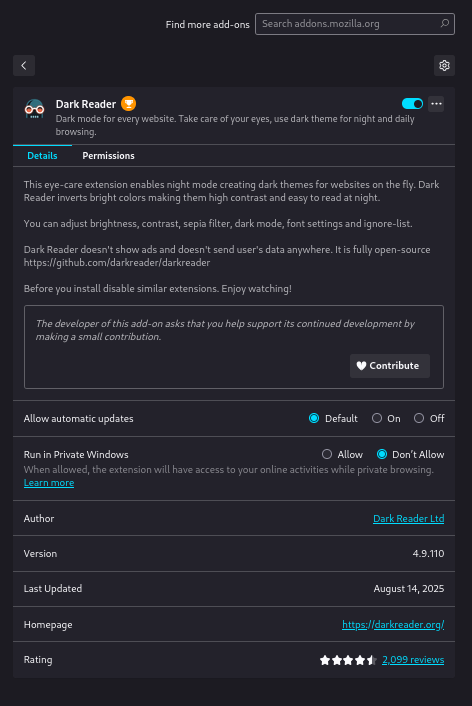 Find more add-ons
Search addons.mozilla.org
Dark Reader
Dark mode for every website. Take care of your eyes, use dark theme for night and daily
browsing.
Details Permissions
This eye-care extension enables night mode creating dark themes for websites on the fly. Dark
Reader inverts bright colors making them high contrast and easy to read at night.
You can adjust brightness, contrast, sepia filter, dark mode, font settings and ignore-list.
Dark Reader doesn't show ads and doesn't send user's data anywhere. It is fully open-source
https://github.com/darkreader/darkreader
Before you install disable similar extensions. Enjoy watching!
The developer of this add-on asks that you help support its continued development by
making a small contribution.
Contribute
Allow automatic updates Default On Off
Run in Private Windows Allow Don't Allow
When allowed, the extension will have access to your online activities while private browsing.
Learn more
Author Dark Reader Ltd
Version 4.9.110
Last Updated August 14, 2025
Homepage https://darkreader.org/
Rating 2,099 reviews